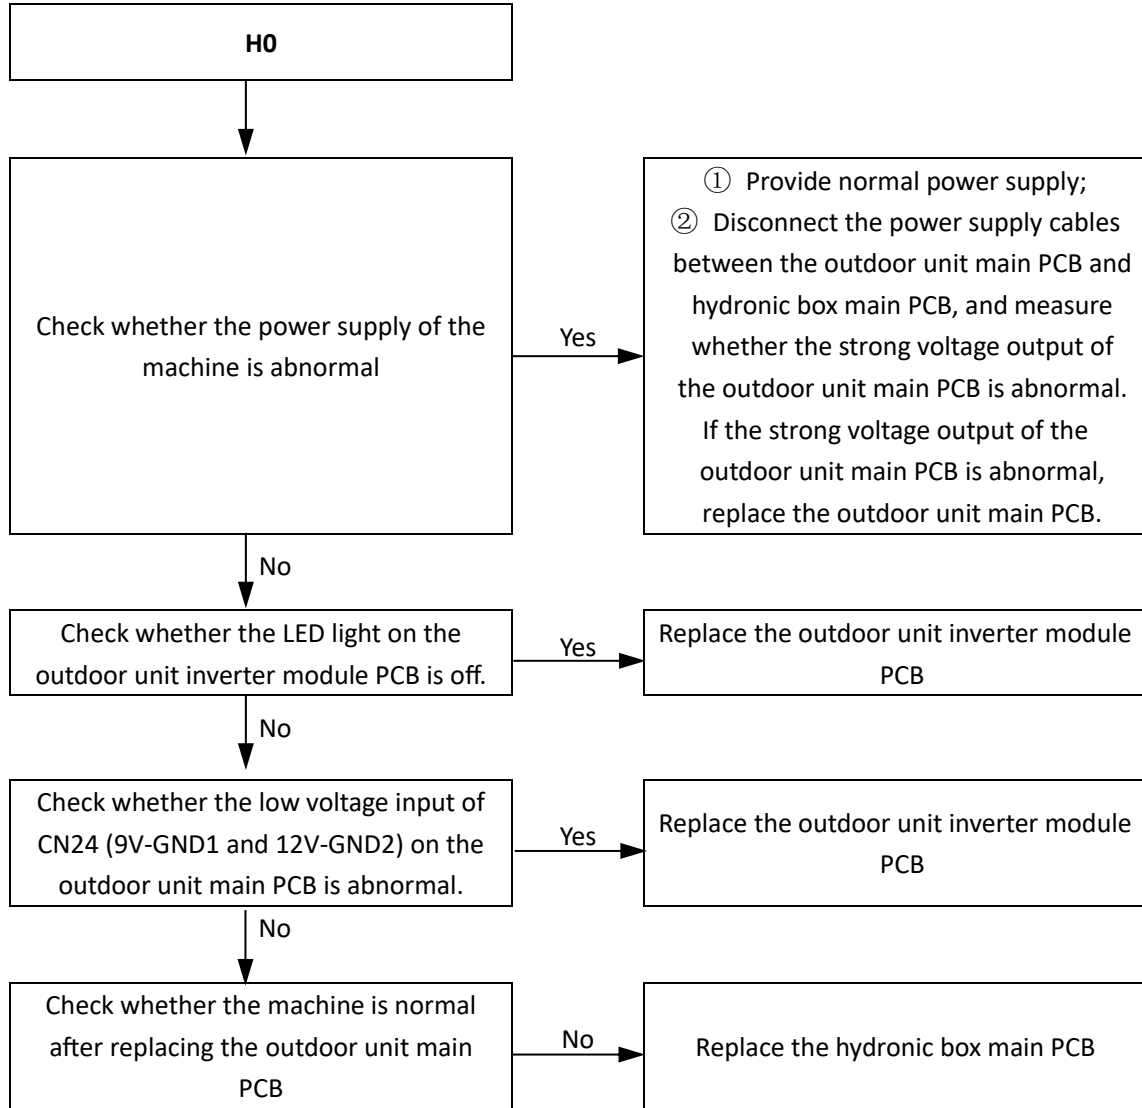 H0
Check whether the power supply of the
machine is abnormal
Yes
① Provide normal power supply;
② Disconnect the power supply cables
between the outdoor unit main PCB and
hydronic box main PCB, and measure
whether the strong voltage output of
the outdoor unit main PCB is abnormal.
If the strong voltage output of the
outdoor unit main PCB is abnormal,
replace the outdoor unit main PCB.
No
Check whether the LED light on the
outdoor unit inverter module PCB is off.
Yes
Replace the outdoor unit inverter module
PCB
No
Check whether the low voltage input of
CN24 (9V-GND1 and 12V-GND2) on the
outdoor unit main PCB is abnormal.
Yes
Replace the outdoor unit inverter module
PCB
No
Check whether the machine is normal
after replacing the outdoor unit main
PCB
No
Replace the hydronic box main PCB